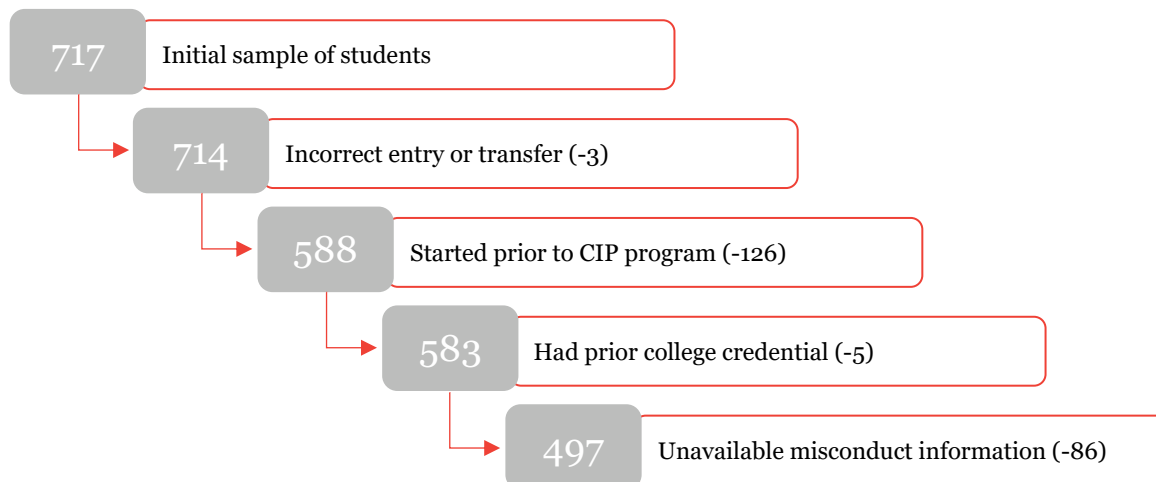 717 Initial sample of students
714 Incorrect entry or transfer (-3)
588 Started prior to CIP program (-126)
583 Had prior college credential (-5)
497 Unavailable misconduct information (-86)